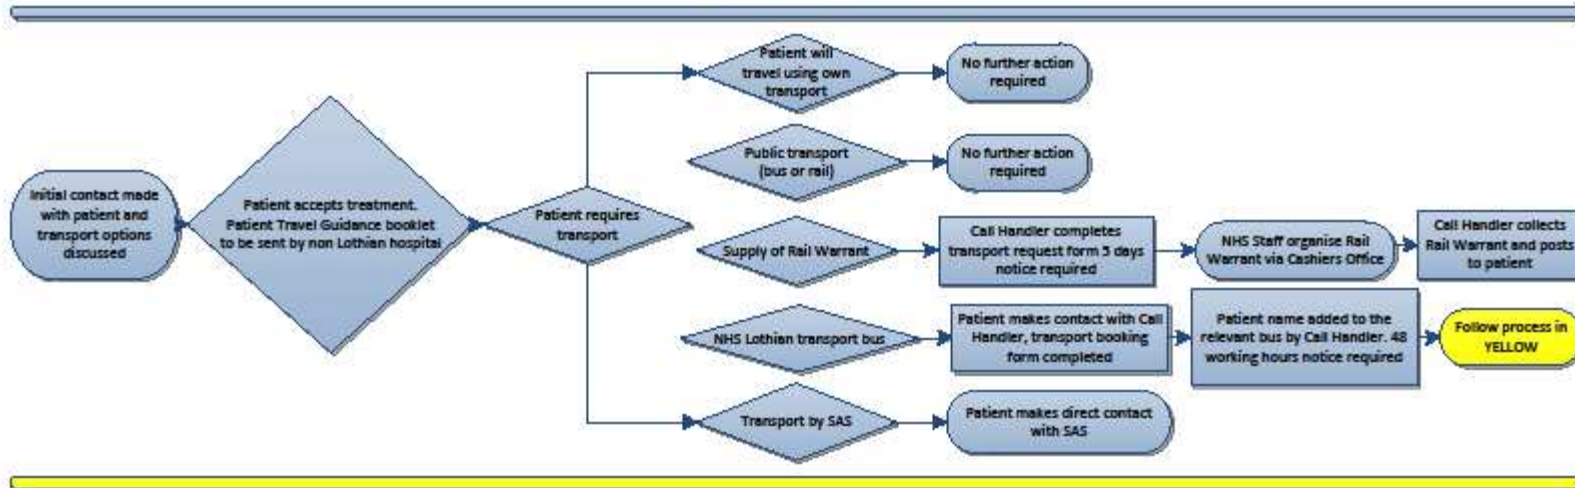 Initial contact made
with patient and
transport options
discussed
Patient accepts treatment.
Patient Travel Guidance booklet
to be sent by non Lothian hospital
Patient requires
transport
Patient will
travel using own
transport
No further action
required
Public transport
(bus or rail)
No further action
required
Supply of Rail Warrant
Call Handler completes
transport request form 5 days
notice required
NHS Staff organise Rail
Warrant via Cashiers Office
Call Handler collects
Rail Warrant and posts
to patient
NHS Lothian transport bus
Patient makes contact with Call
Handler, transport booking
form completed
Patient name added to the
relevant bus by Call Handler. 48
working hours notice required
Follow process in
YELLOW
Transport by SAS
Patient makes direct contact
with SAS